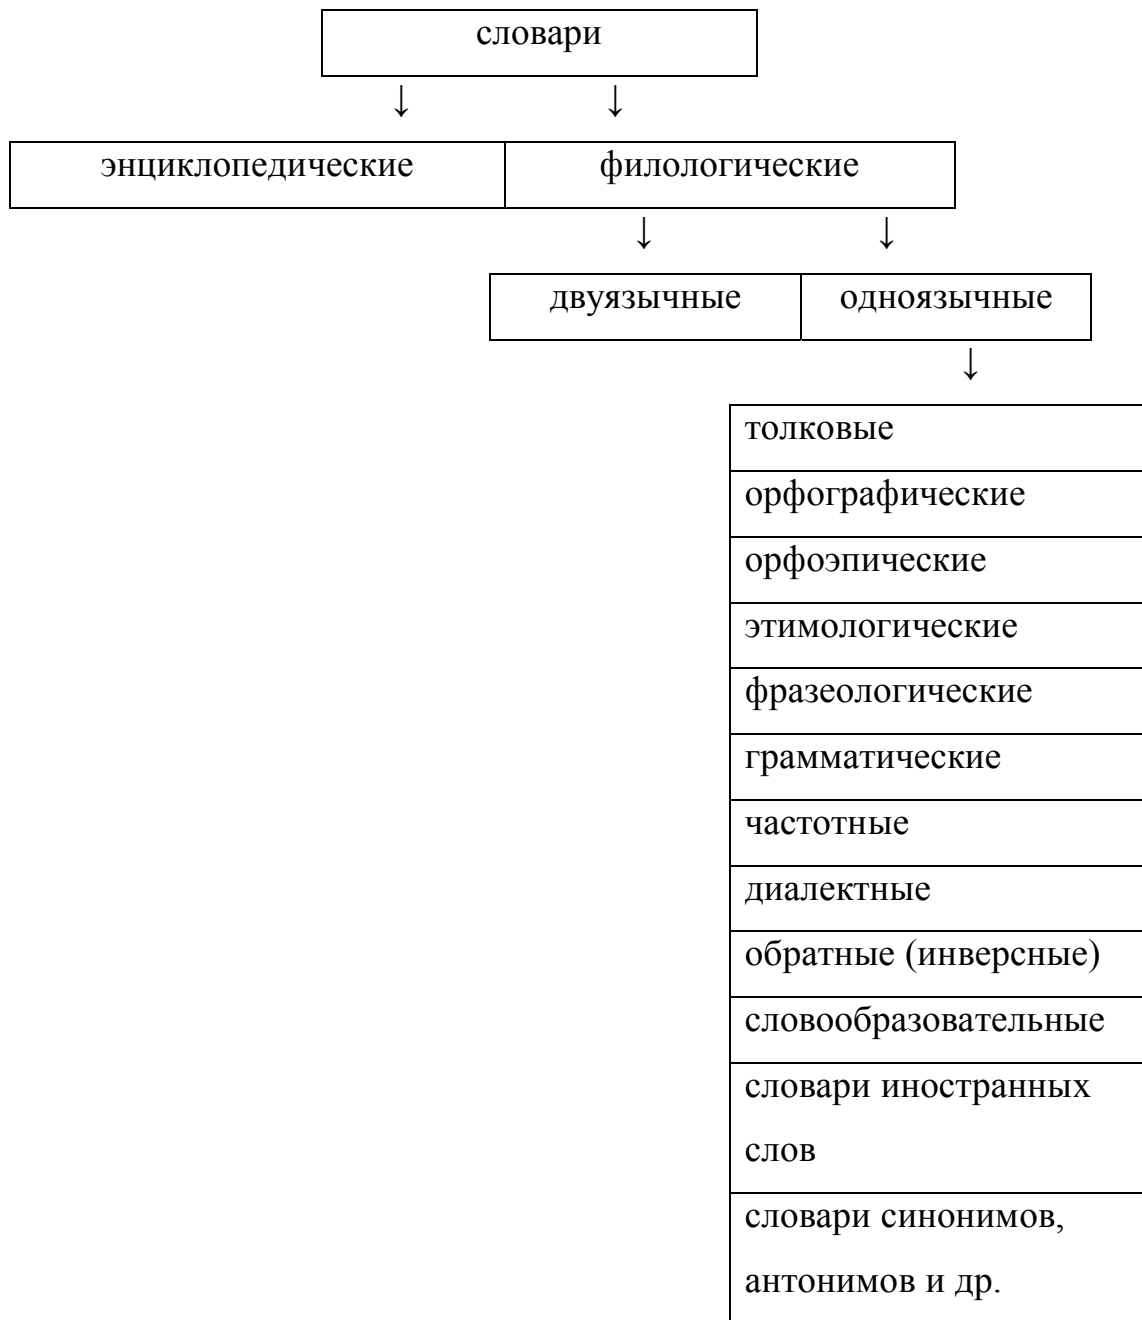 словари
↓ ↓
энциклопедические филологические
↓ ↓
двуязычные одноязычные
↓
толковые
орфографические
орфоэпические
этимологические
фразеологические
грамматические
частотные
диалектные
обратные (инверсные)
словообразовательные
словари иностранных
слов
словари синонимов,
антонимов и др.